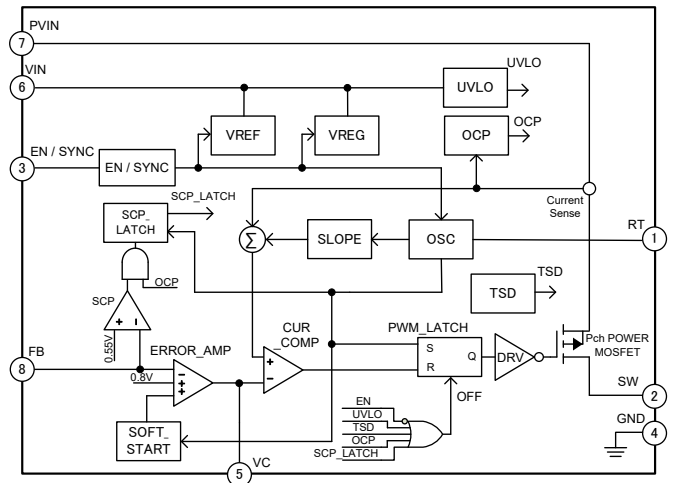 PVIN
7
VIN
6
UVLO
UVLO
VREF
VREG
OCP
OCP
EN / SYNC
3
EN / SYNC
SCP_LATCH
SCP_
LATCH
Current
Sense
Σ
SLOPE
OSC
RT
1
OCP
TSD
TSD
SCP
+ −
0.55V
CUR
_COMP
PWM_LATCH
Pch POWER
MOSFET
FB
8
ERROR_AMP
0.8V
−
+
+
+
−
S
R
Q
DRV
SW
2
OFF
EN
UVLO
TSD
OCP
SCP_LATCH
GND
4
SOFT_
START
VC
5